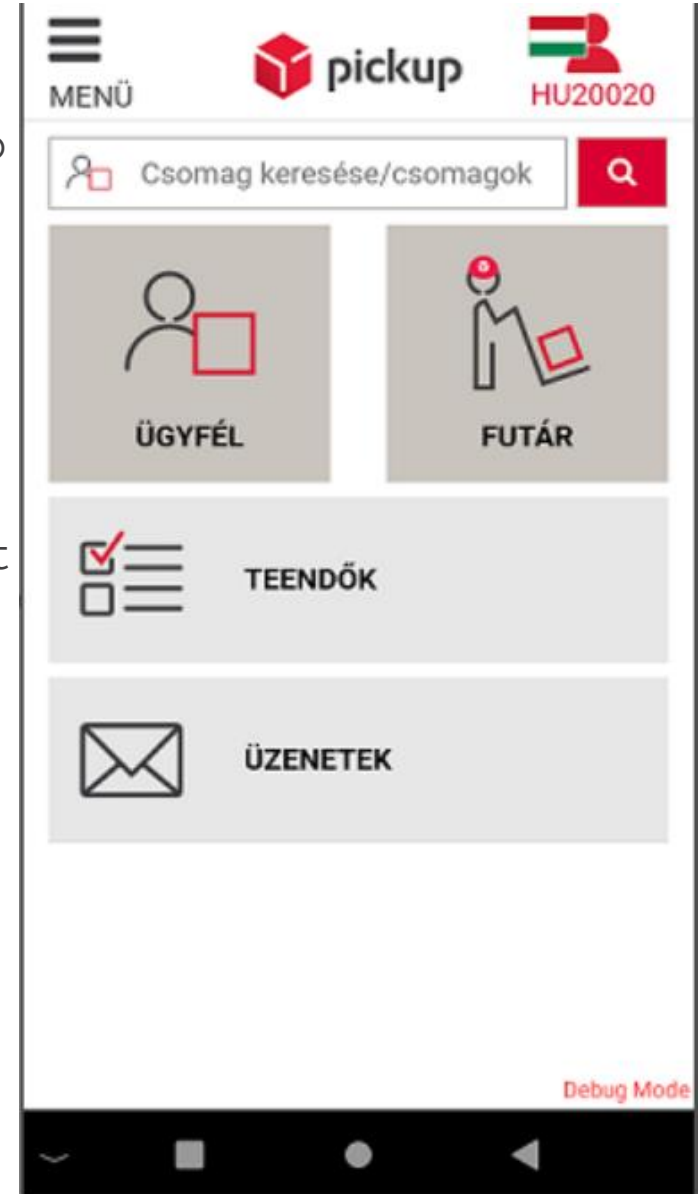 MENÜ
pickup
HU20020
Csomag keresése/csomagok
ÜGYFÉL
FUTÁR
TEENDŐK
ÜZENETEK
Debug Mode